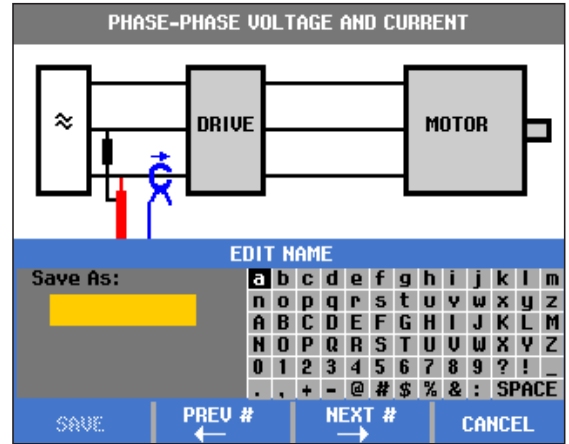 PHASE-PHASE VOLTAGE AND CURRENT
≈ DRIVE MOTOR
EDIT NAME
Save As:
a b c d e f g h i j k l m
n o p q r s t u v w x y z
A B C D E F G H I J K L M
N O P Q R S T U V W X Y Z
0 1 2 3 4 5 6 7 8 9 ? ! _
. , + - @ # $ % & : SPACE
SAVE PREV # NEXT # CANCEL